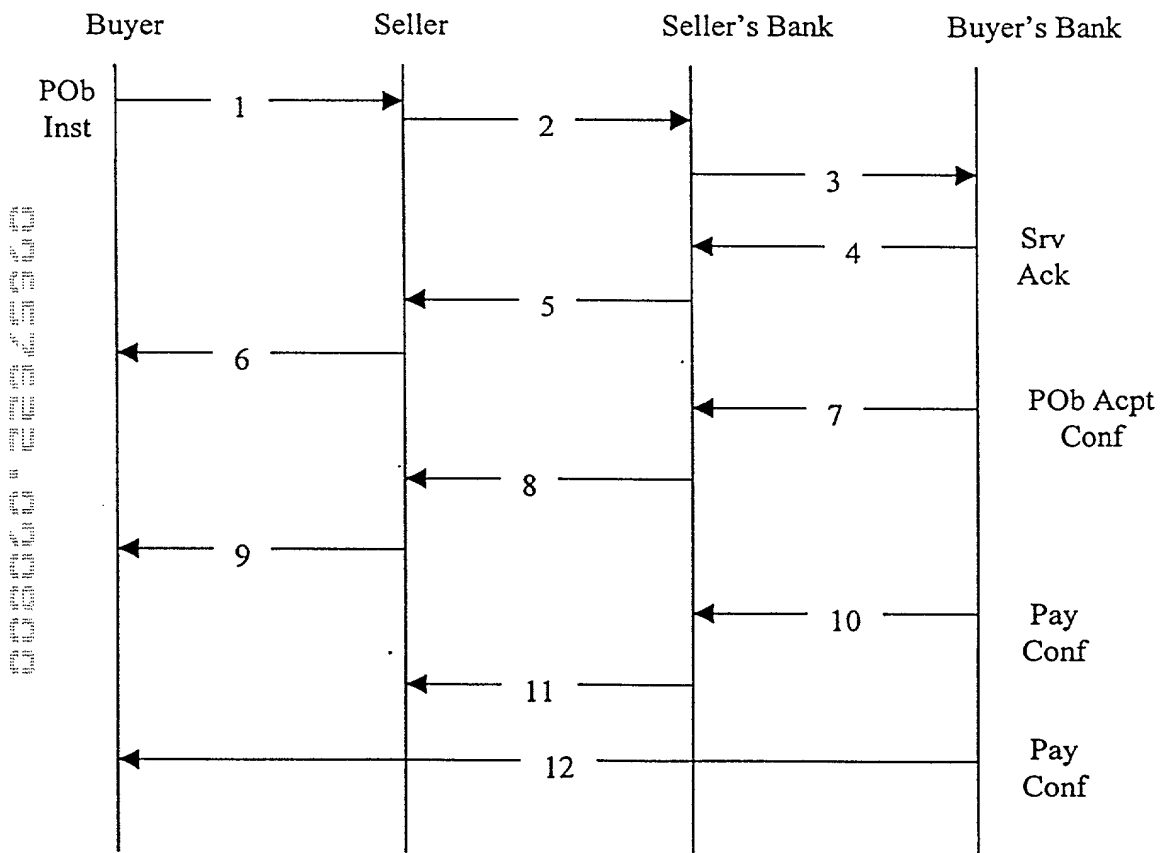 Buyer Seller Seller's Bank Buyer's Bank
POb
Inst
1
2
3
4
Srv
Ack
5
6
7
POb Acpt
Conf
8
9
10
Pay
Conf
11
12
Pay
Conf